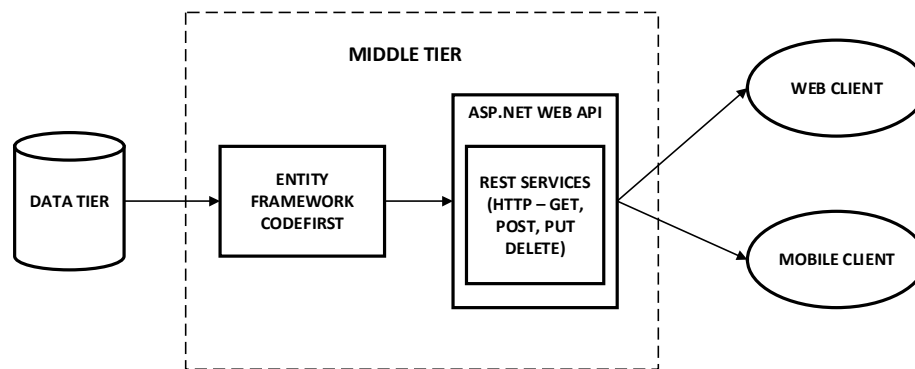 MIDDLE TIER
DATA TIER
ENTITY
FRAMEWORK
CODEFIRST
ASP.NET WEB API
REST SERVICES
(HTTP – GET,
POST, PUT
DELETE)
WEB CLIENT
MOBILE CLIENT